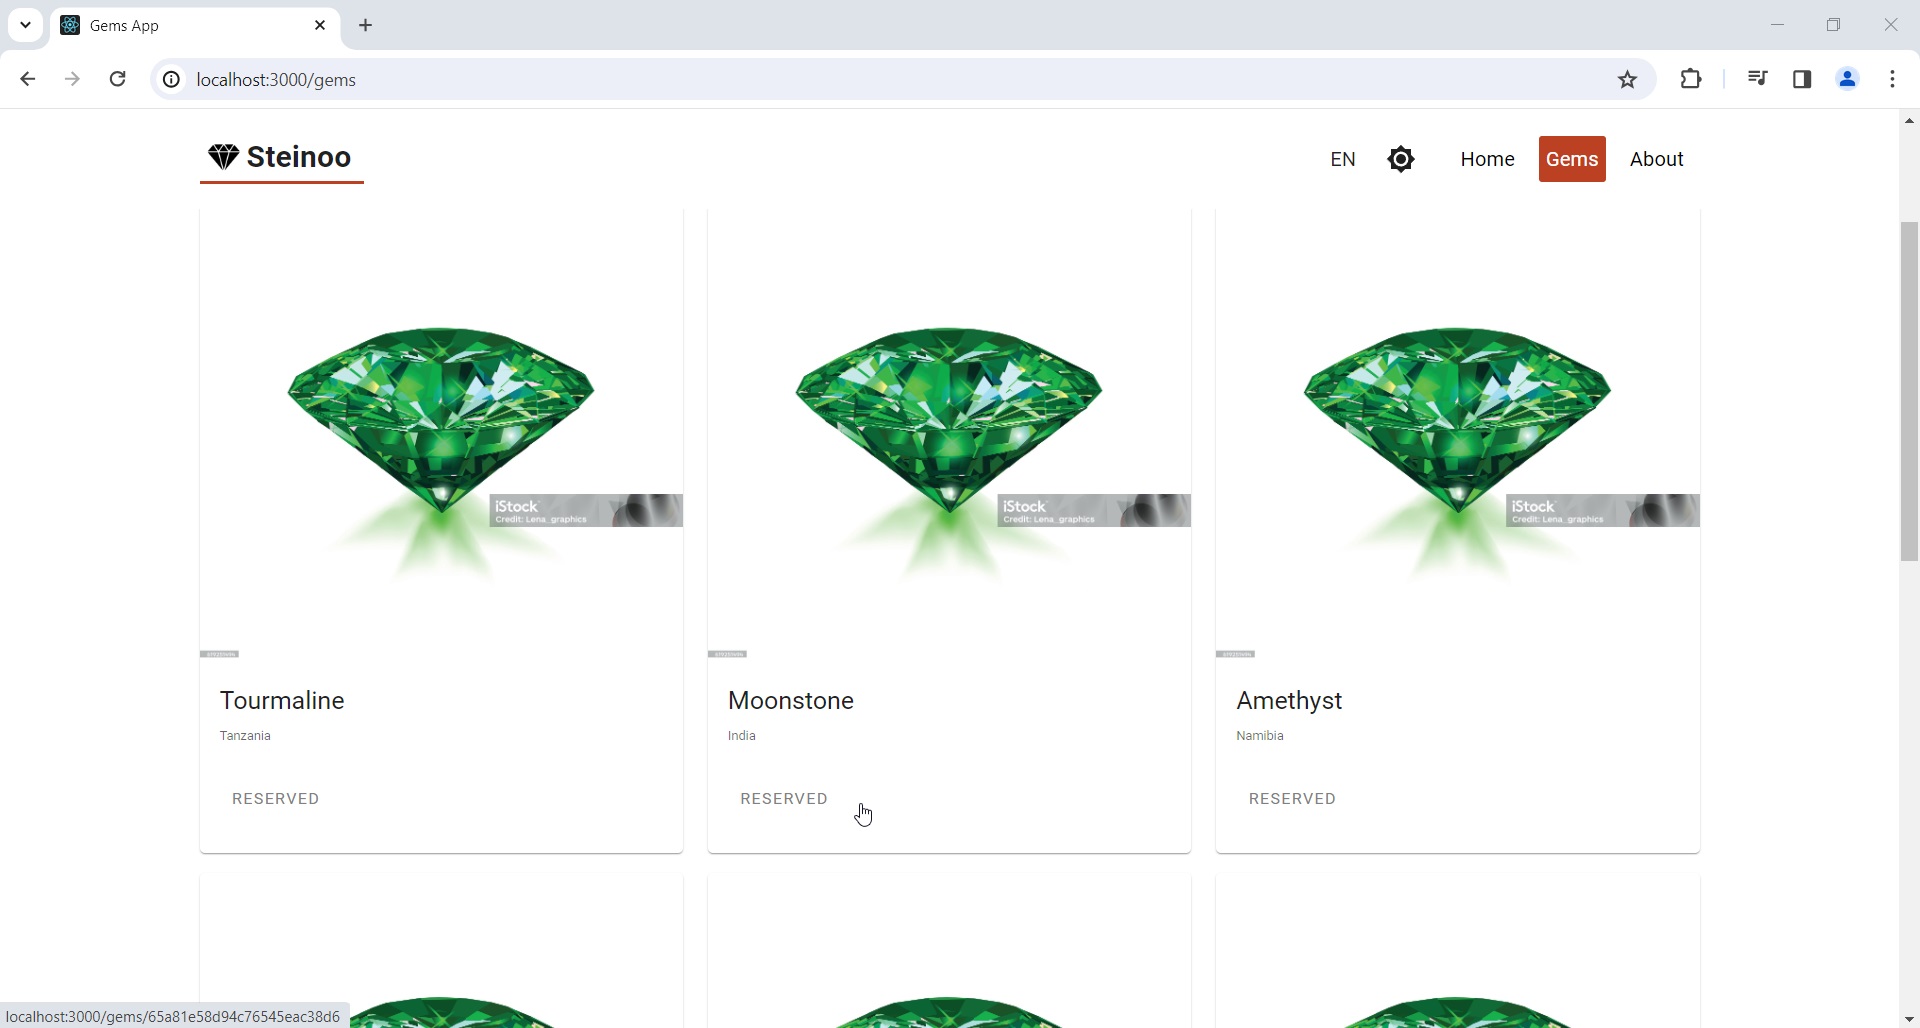 Gems App
localhost:3000/gems
Steinoo
EN Home Gems About
iStock Credit: Lena_graphics
iStock Credit: Lena_graphics
iStock Credit: Lena_graphics
Tourmaline
Tanzania
RESERVED
Moonstone
India
RESERVED
Amethyst
Namibia
RESERVED
localhost:3000/gems/65a81e58d94c76545eac38d6